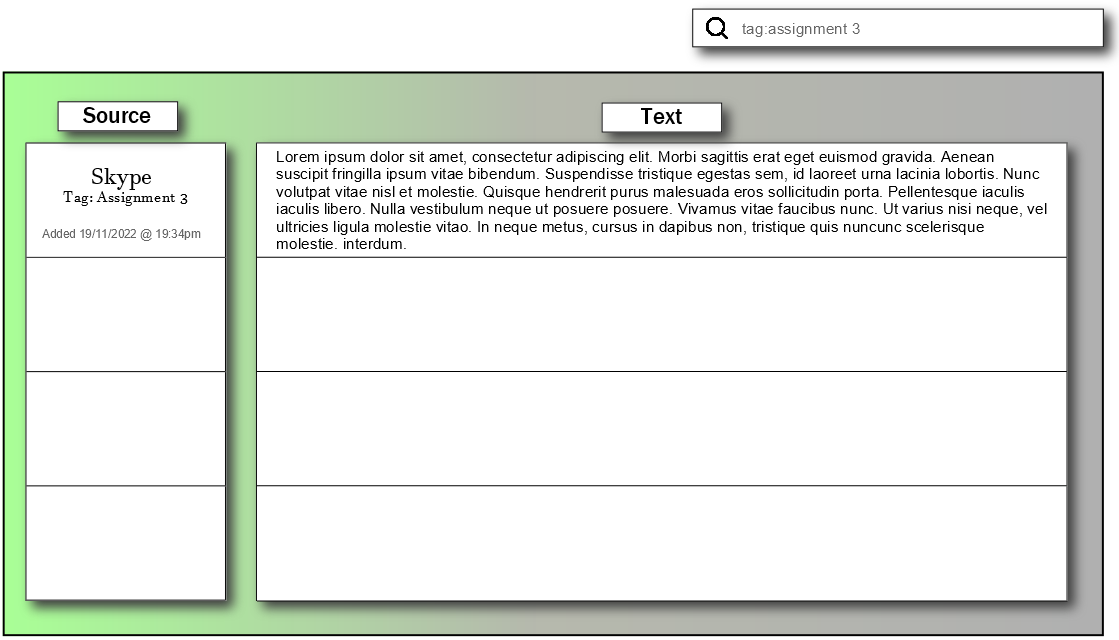 tag:assignment 3
Source
Text
Skype
Tag: Assignment 3
Added 19/11/2022 @ 19:34pm
Lorem ipsum dolor sit amet, consectetur adipiscing elit. Morbi sagittis erat eget euismod gravida. Aenean
suscipit fringilla ipsum vitae bibendum. Suspendisse tristique egestas sem, id laoreet urna lacinia lobortis. Nunc
volutpat vitae nisl et molestie. Quisque hendrerit purus malesuada eros sollicitudin porta. Pellentesque iaculis
iaculis libero. Nulla vestibulum neque ut posuere posuere. Vivamus vitae faucibus nunc. Ut varius nisi neque, vel
ultricies ligula molestie vitao. In neque metus, cursus in dapibus non, tristique quis nuncunc scelerisque
molestie. interdum.